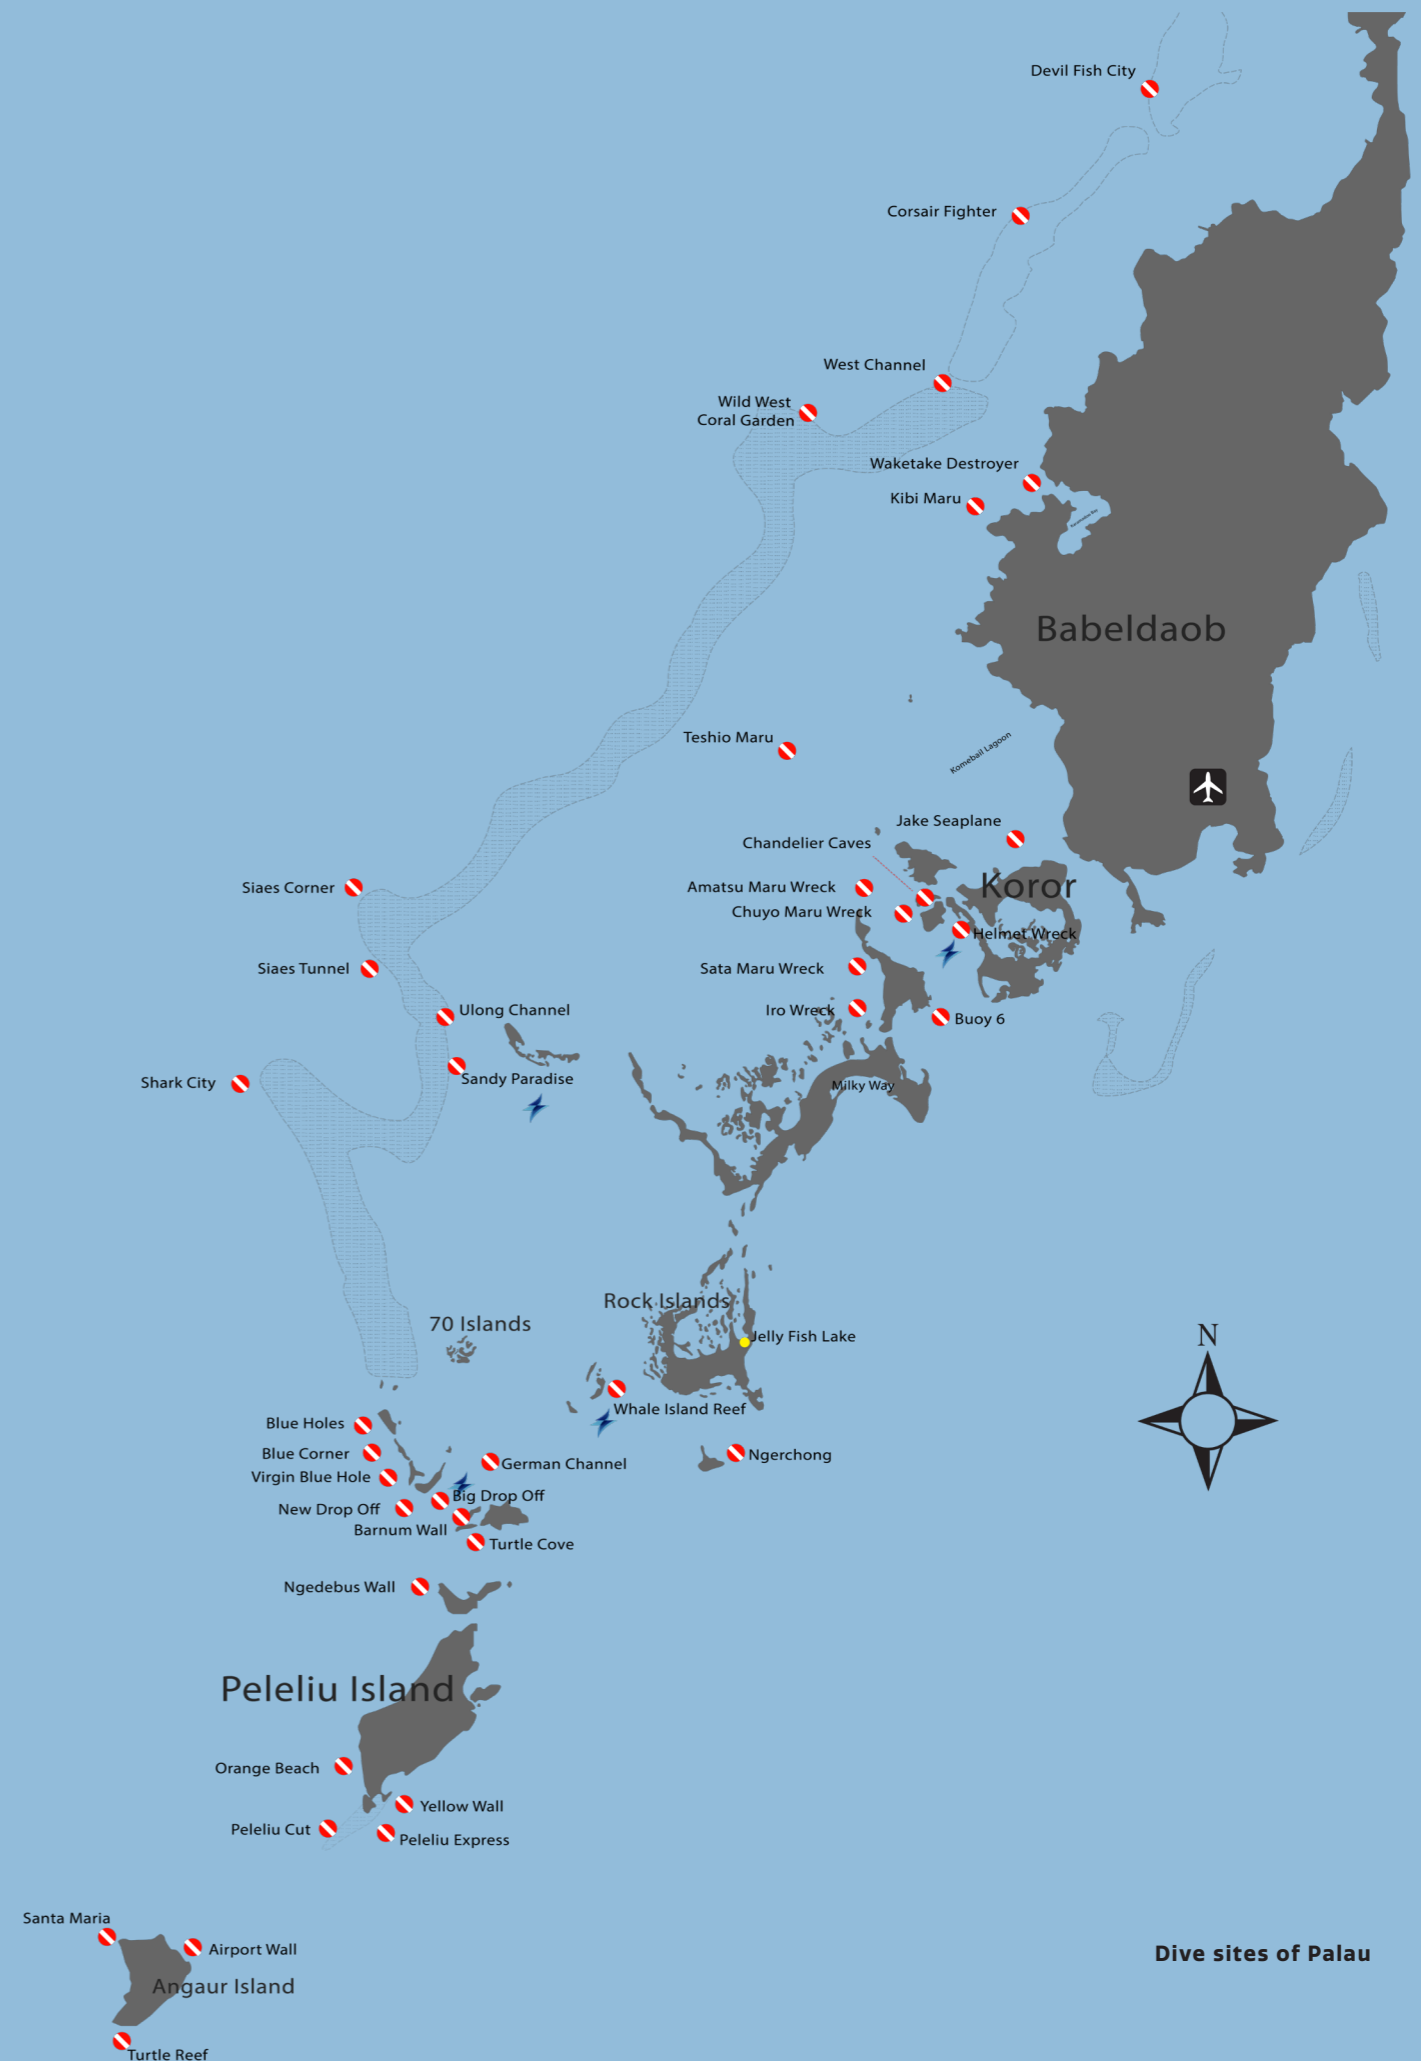 Devil Fish City
Corsair Fighter
West Channel
Wild West
Coral Garden
Waketake Destroyer
Kibi Maru
Babeldaob
Teshio Maru
Komebail Lagoon
Jake Seaplane
Chandelier Caves
Koror
Siaes Corner
Amatsu Maru Wreck
Chuyo Maru Wreck
Helmet Wreck
Siaes Tunnel
Sata Maru Wreck
Ulong Channel
Iro Wreck
Buoy 6
Sandy Paradise
Shark City
Milky Way
Rock Islands
70 Islands
N
Jelly Fish Lake
Whale Island Reef
Blue Holes
Blue Corner
Ngerchong
German Channel
Virgin Blue Hole
Big Drop Off
New Drop Off
Barnum Wall
Turtle Cove
Ngedebus Wall
Peleliu Island
Orange Beach
Yellow Wall
Peleliu Cut
Peleliu Express
Santa Maria
Airport Wall
Dive sites of Palau
Angaur Island
Turtle Reef